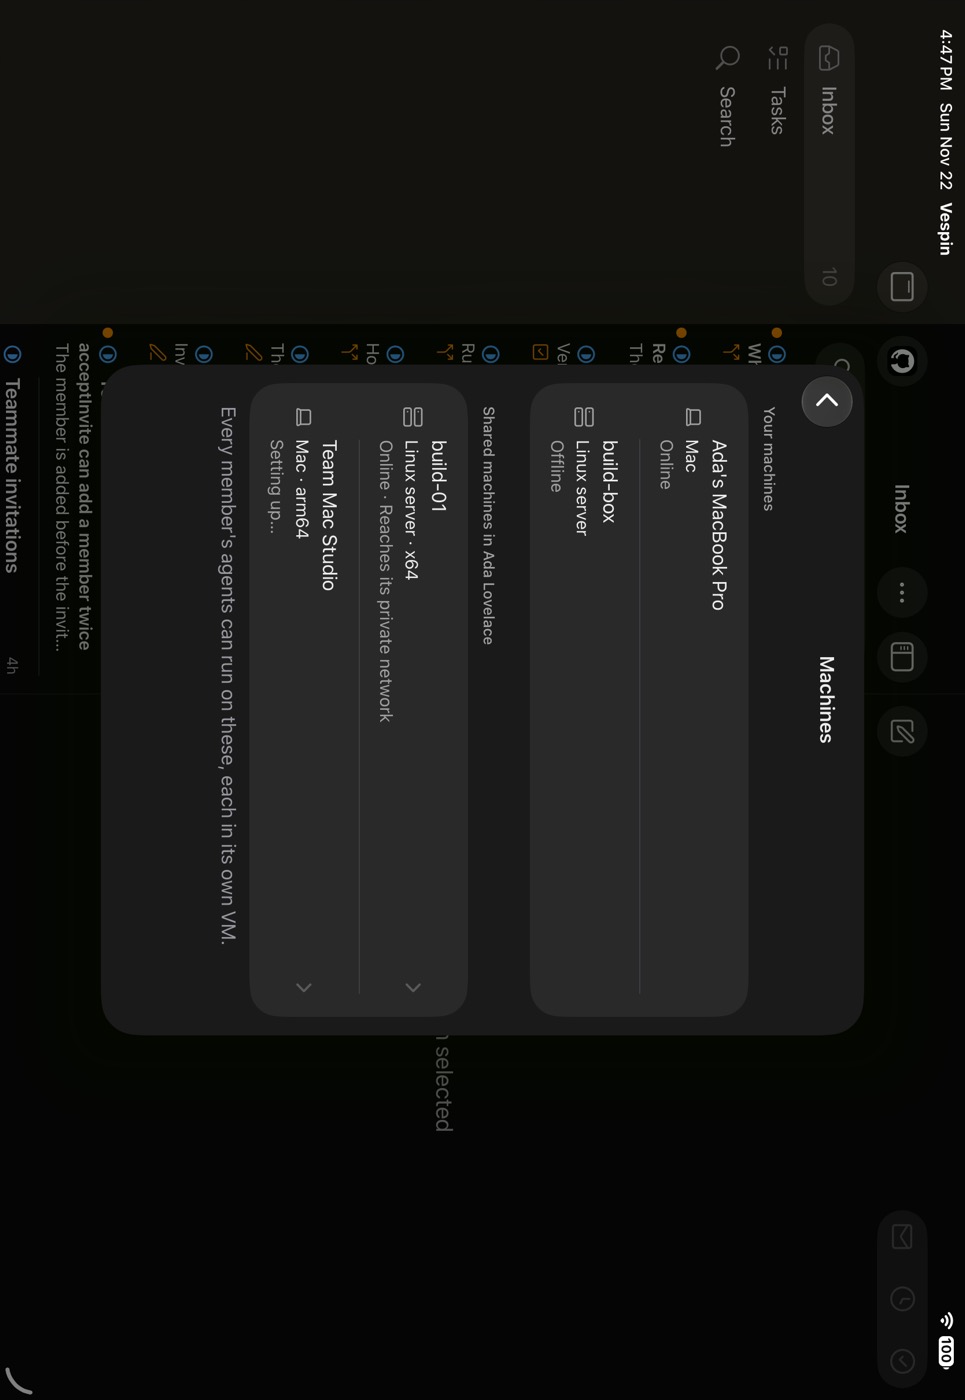 4:47 PM Sun Nov 22 Vespin
100
Inbox
Inbox 10
Tasks
Search
Machines
Your machines
Ada's MacBook Pro
Mac
Online
build-box
Linux server
Offline
Shared machines in Ada Lovelace
build-01
Linux server · x64
Online · Reaches its private network
Team Mac Studio
Mac · arm64
Setting up...
Every member's agents can run on these, each in its own VM.
selected
acceptInvite can add a member twice
The member is added before the invit...
Teammate invitations 4h